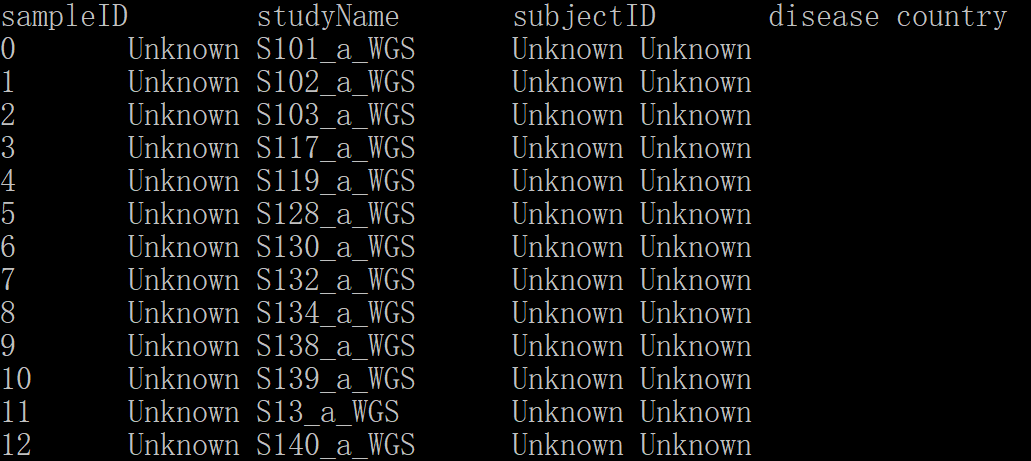 sampleID studyName subjectID disease country
0 Unknown S101_a_WGS Unknown Unknown
1 Unknown S102_a_WGS Unknown Unknown
2 Unknown S103_a_WGS Unknown Unknown
3 Unknown S117_a_WGS Unknown Unknown
4 Unknown S119_a_WGS Unknown Unknown
5 Unknown S128_a_WGS Unknown Unknown
6 Unknown S130_a_WGS Unknown Unknown
7 Unknown S132_a_WGS Unknown Unknown
8 Unknown S134_a_WGS Unknown Unknown
9 Unknown S138_a_WGS Unknown Unknown
10 Unknown S139_a_WGS Unknown Unknown
11 Unknown S13_a_WGS Unknown Unknown
12 Unknown S140_a_WGS Unknown Unknown